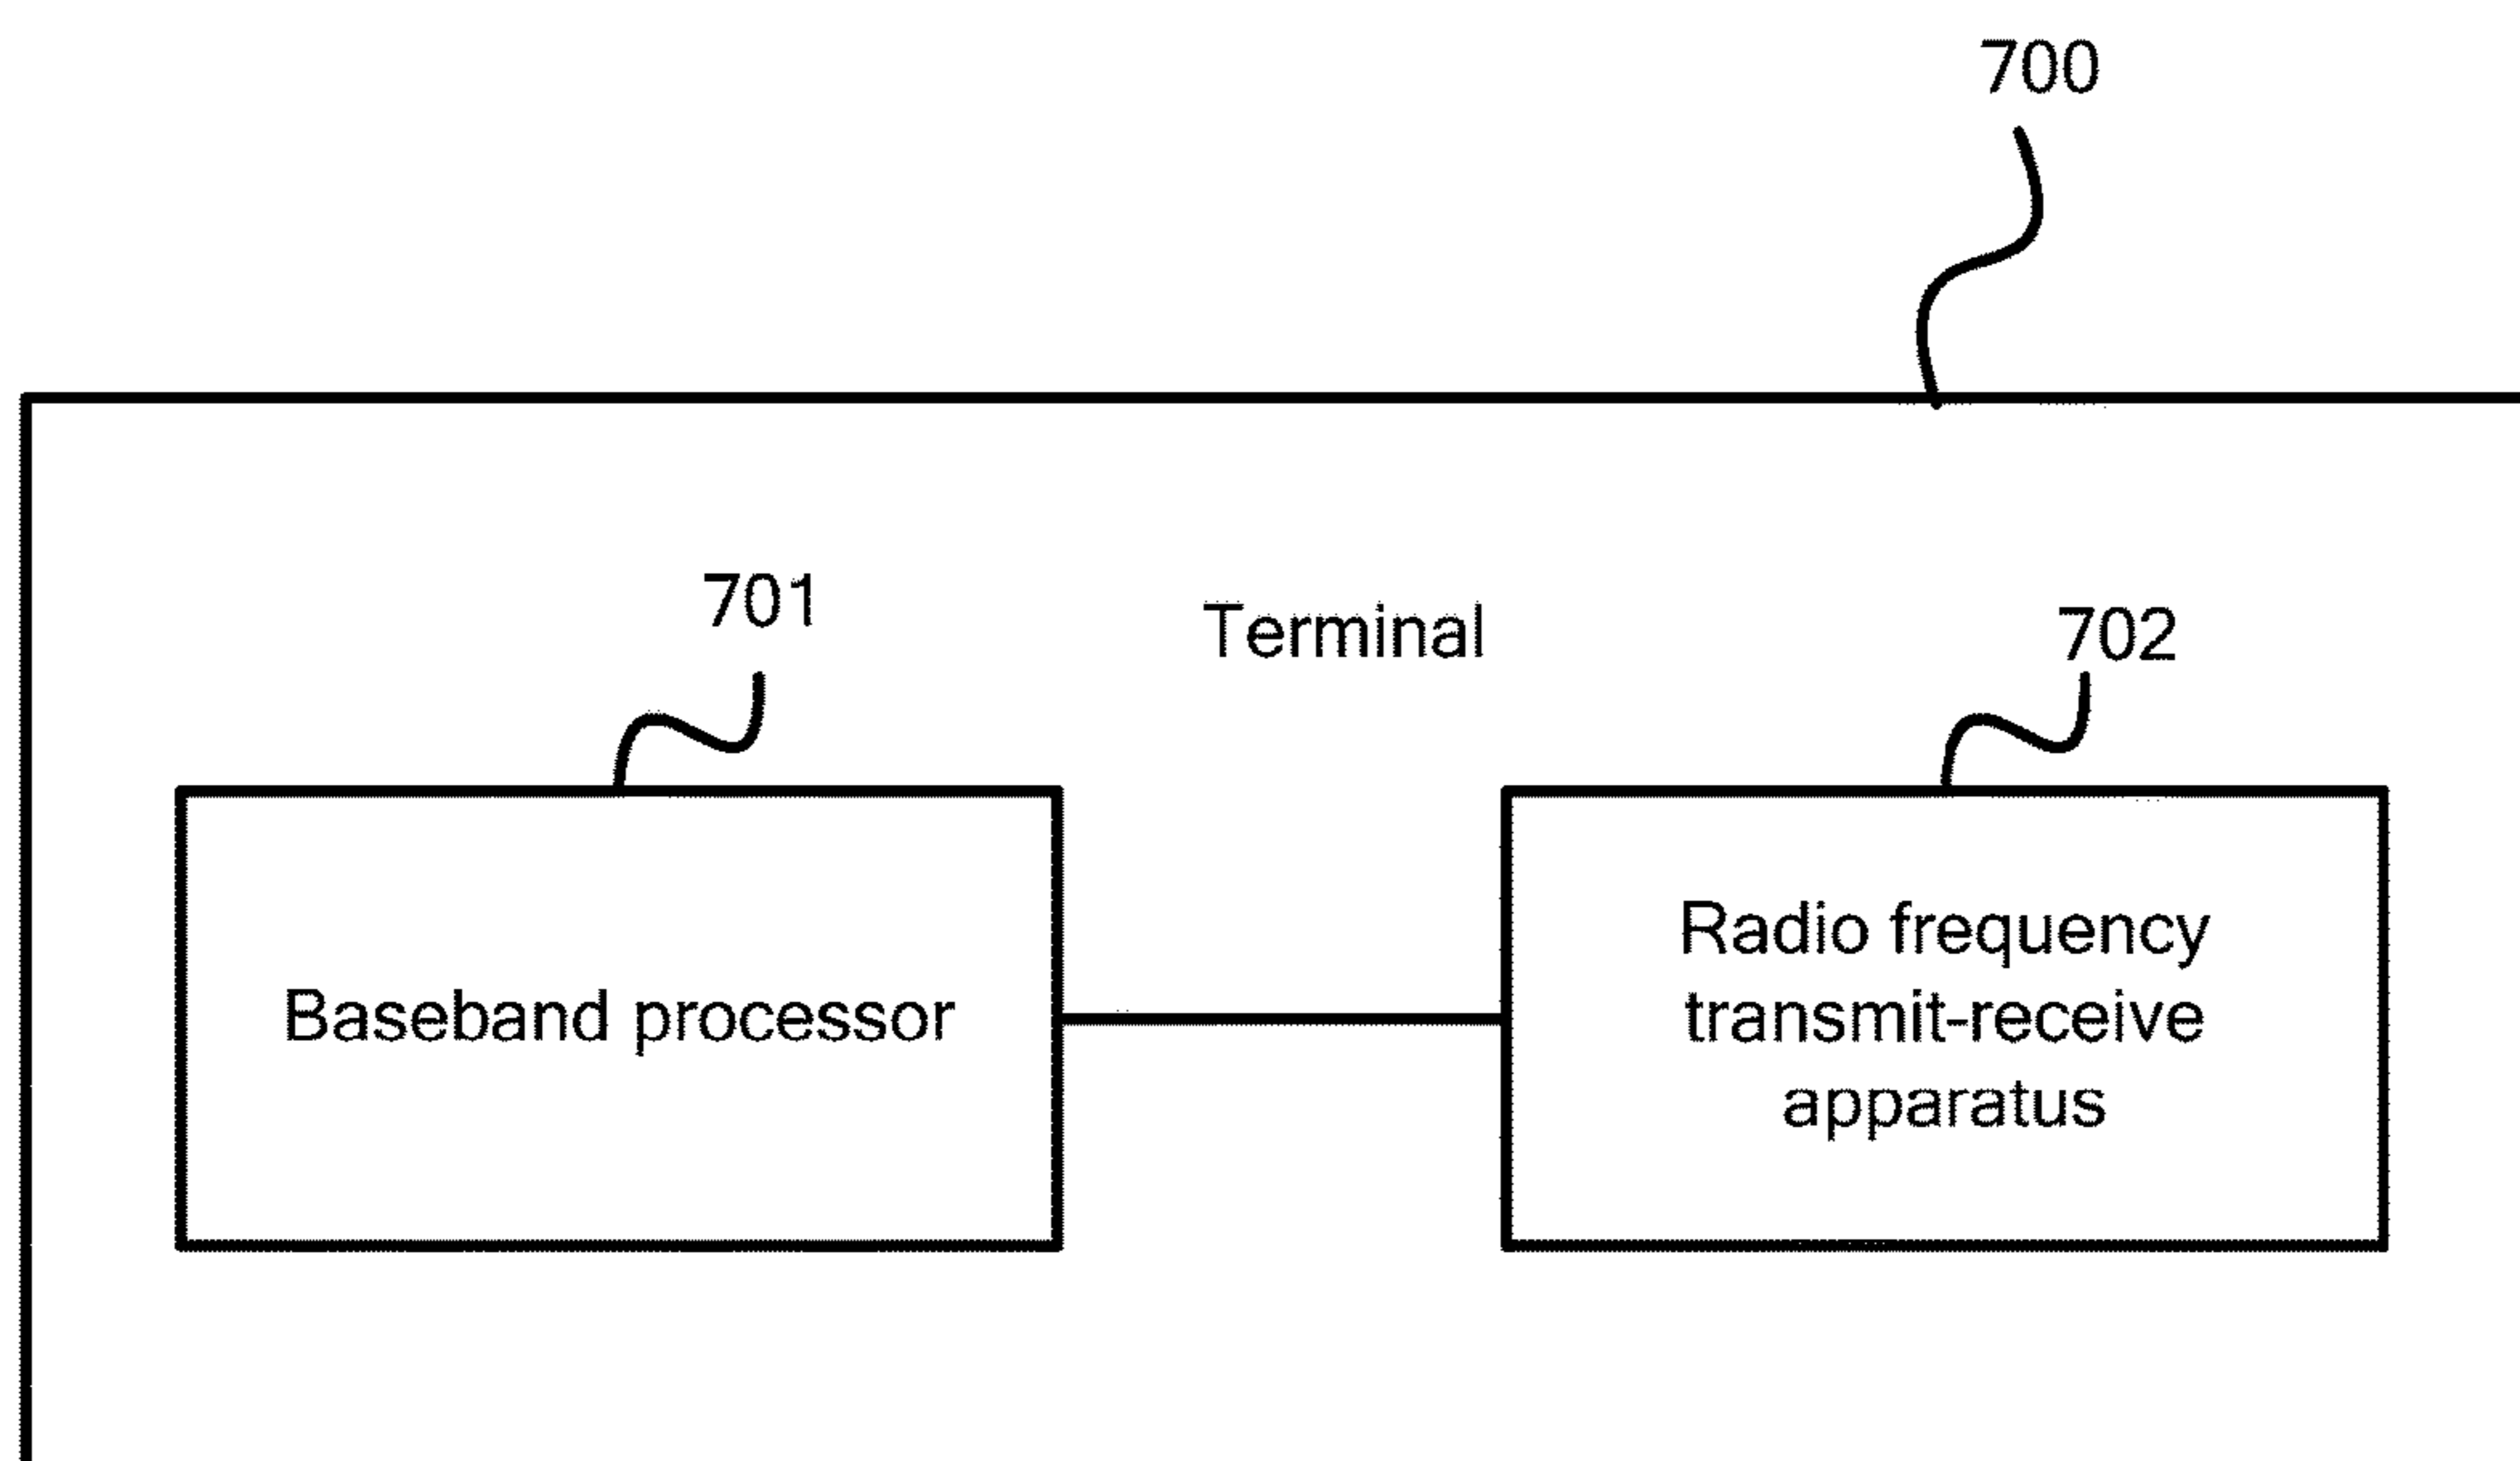 700
701
Terminal
702
Baseband processor
Radio frequency
transmit-receive
apparatus